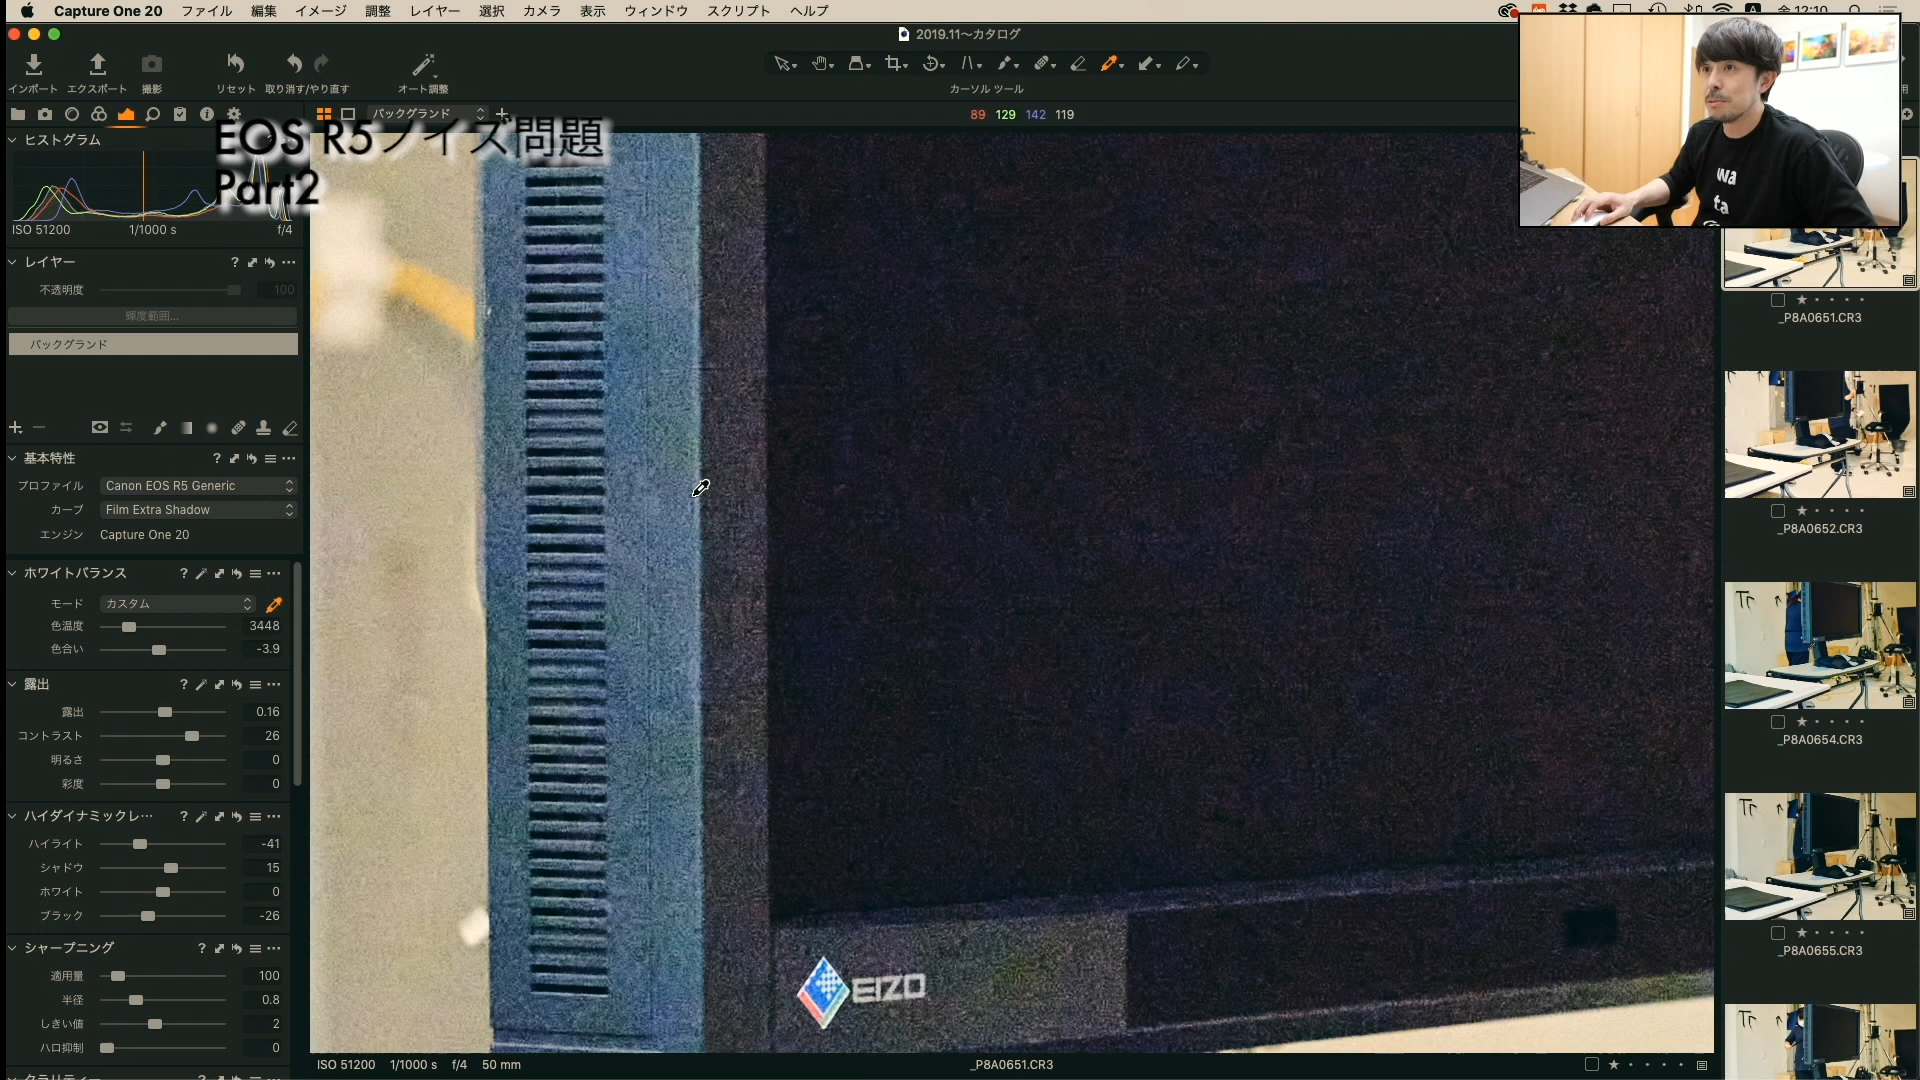 Capture One 20 ファイル 編集 イメージ 調整 レイヤー 選択 カメラ 表示 ウィンドウ スクリプト ヘルプ
金 12:10
2019.11〜カタログ
インポート エクスポート 撮影 リセット 取り消す/やり直す オート調整 カーソル ツール
バックグランド
89 129 142 119
EOS R5ノイズ問題
Part2
ヒストグラム
ISO 51200 1/1000 s f/4
レイヤー
不透明度 100
輝度範囲...
バックグランド
基本特性
プロファイル Canon EOS R5 Generic
カーブ Film Extra Shadow
エンジン Capture One 20
ホワイトバランス
モード カスタム
色温度 3448
色合い -3.9
露出
露出 0.16
コントラスト 26
明るさ 0
彩度 0
ハイダイナミックレ…
ハイライト -41
シャドウ 15
ホワイト 0
ブラック -26
シャープニング
適用量 100
半径 0.8
しきい値 2
ハロ抑制 0
クラリティー
EIZO
ISO 51200 1/1000 s f/4 50 mm
_P8A0651.CR3
wa
ta
_P8A0651.CR3
_P8A0652.CR3
_P8A0654.CR3
_P8A0655.CR3